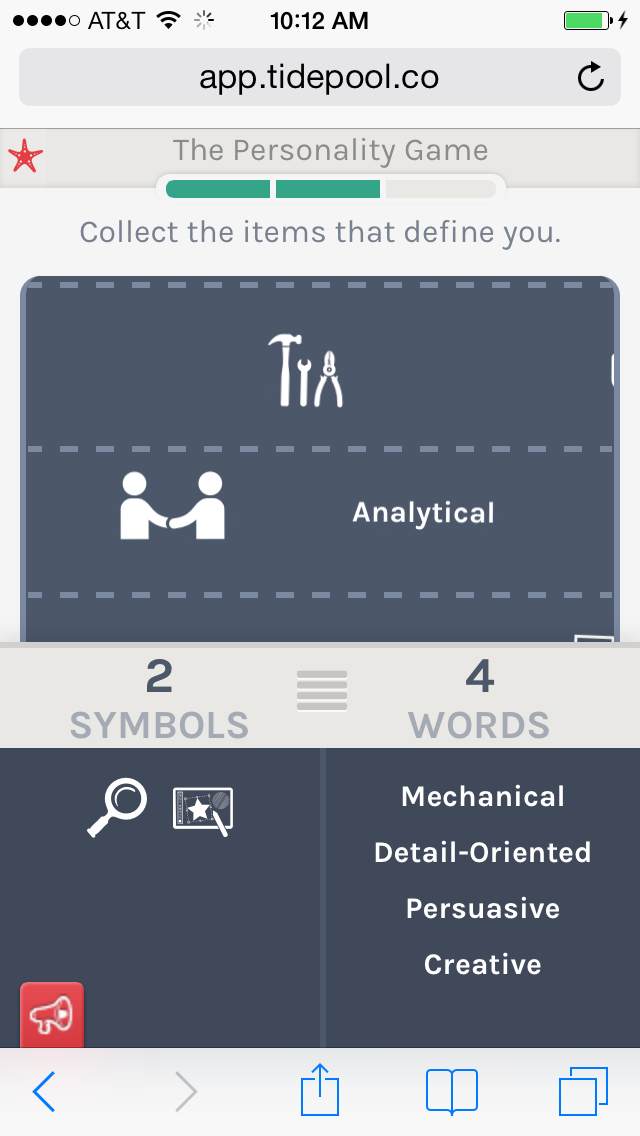 AT&T 10:12 AM
app.tidepool.co
The Personality Game
Collect the items that define you.
Analytical
2 4
SYMBOLS WORDS
Mechanical
Detail-Oriented
Persuasive
Creative